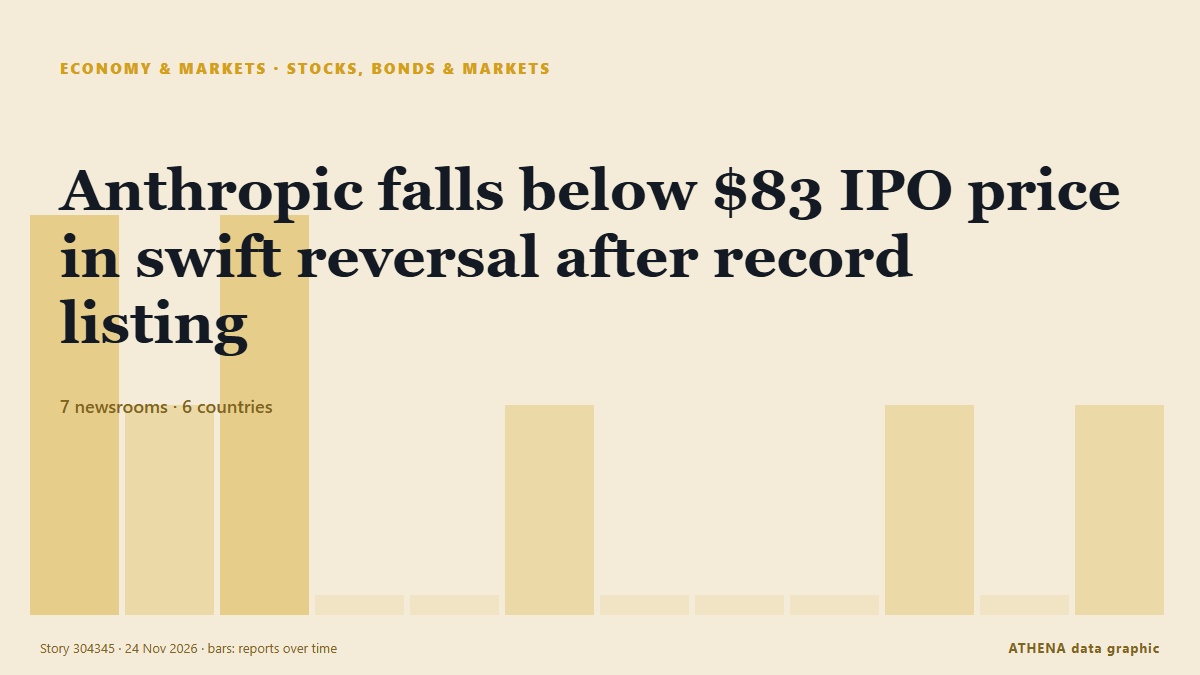 ECONOMY & MARKETS · STOCKS, BONDS & MARKETS
Anthropic falls below $83 IPO price
in swift reversal after record
listing
7 newsrooms · 6 countries
Story 304345 · 24 Nov 2026 · bars: reports over time
ATHENA data graphic